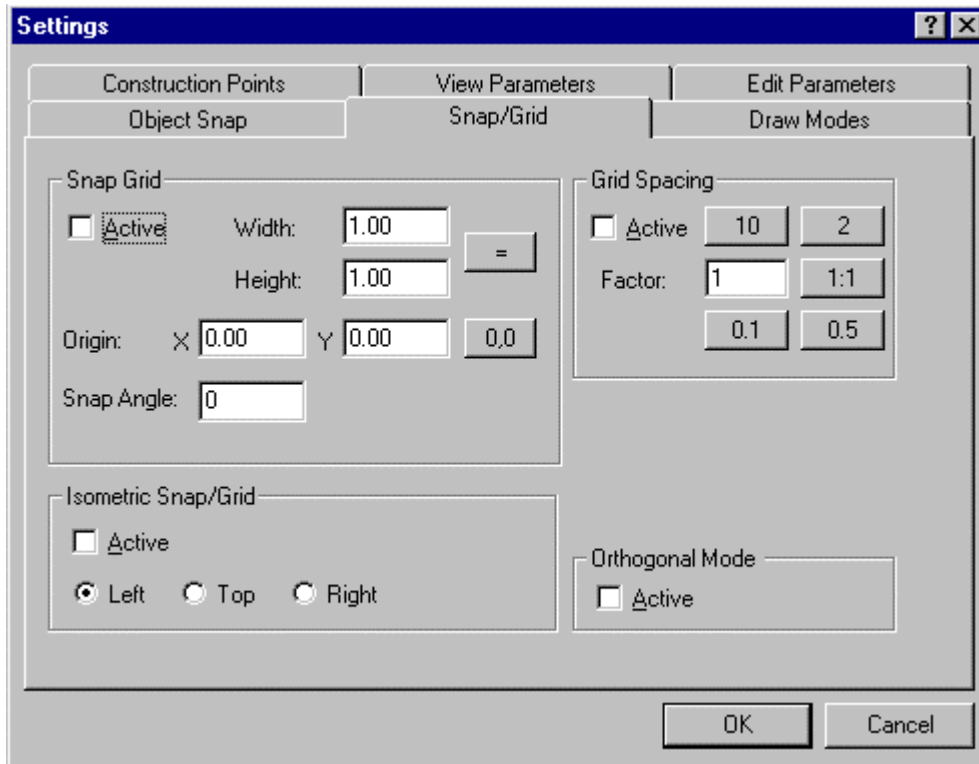 Settings
Construction Points View Parameters Edit Parameters
Object Snap Snap/Grid Draw Modes
Snap Grid
Active Width: 1.00
=
Height: 1.00
Origin: X 0.00 Y 0.00 0,0
Snap Angle: 0
Grid Spacing
Active 10 2
Factor: 1 1:1
0.1 0.5
Isometric Snap/Grid
Active
Left Top Right
Orthogonal Mode
Active
OK Cancel